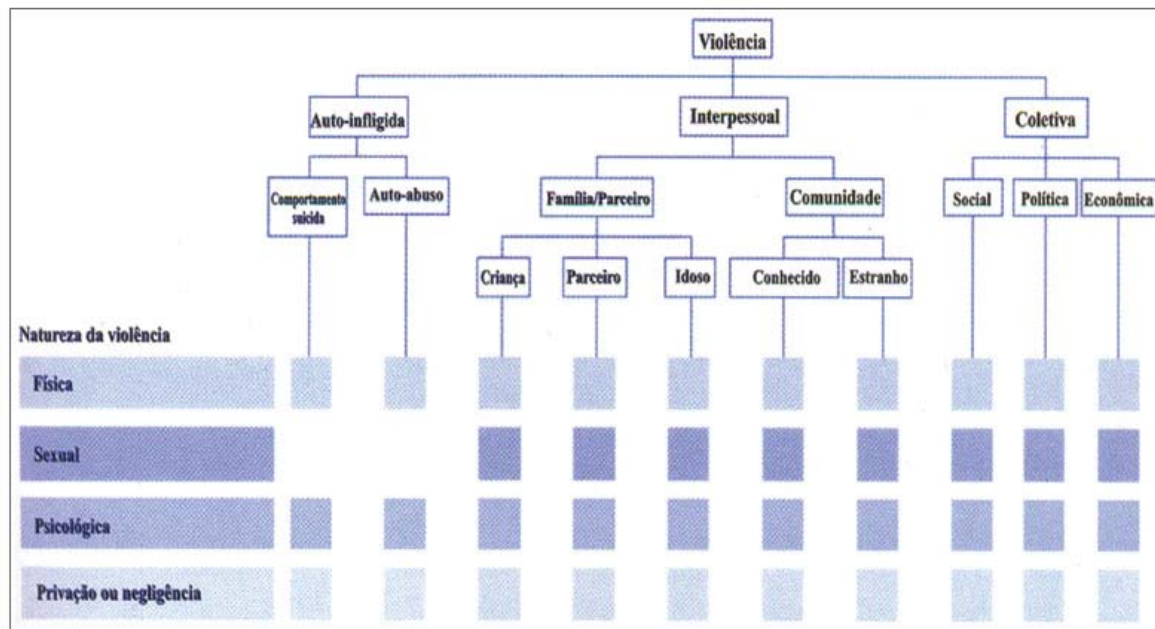 Violência
Auto-infligida
Interpessoal
Coletiva
Comportamento
suicida
Auto-abuso
Família/Parceiro
Comunidade
Social
Política
Econômica
Criança
Parceiro
Idoso
Conhecido
Estranho
Natureza da violência
Física
Sexual
Psicológica
Privação ou negligência